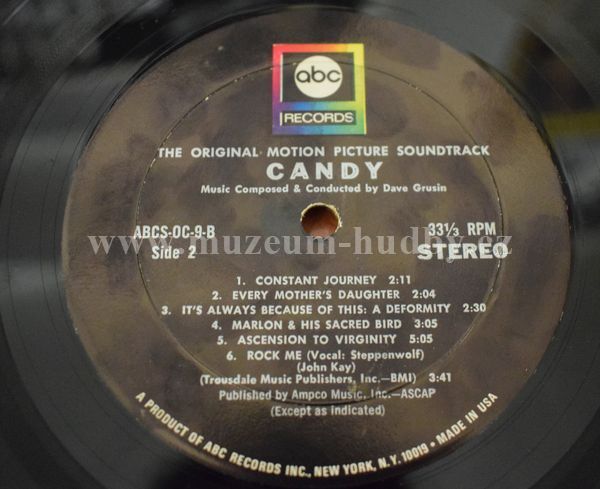 abc
RECORDS
THE ORIGINAL MOTION PICTURE SOUNDTRACK
CANDY
Music Composed & Conducted by Dave Grusin
ABCS-OC-9-B
Side 2
33⅓ RPM
STEREO
www.muzeum-hudby.cz
1. CONSTANT JOURNEY 2:11
2. EVERY MOTHER'S DAUGHTER 2:04
3. IT'S ALWAYS BECAUSE OF THIS: A DEFORMITY 2:30
4. MARLON & HIS SACRED BIRD 3:05
5. ASCENSION TO VIRGINITY 5:05
6. ROCK ME (Vocal: Steppenwolf)
(John Kay)
(Trousdale Music Publishers, Inc.—BMI) 3:41
Published by Ampco Music, Inc.—ASCAP
(Except as indicated)
A PRODUCT OF ABC RECORDS INC., NEW YORK, N.Y. 10019 • MADE IN USA